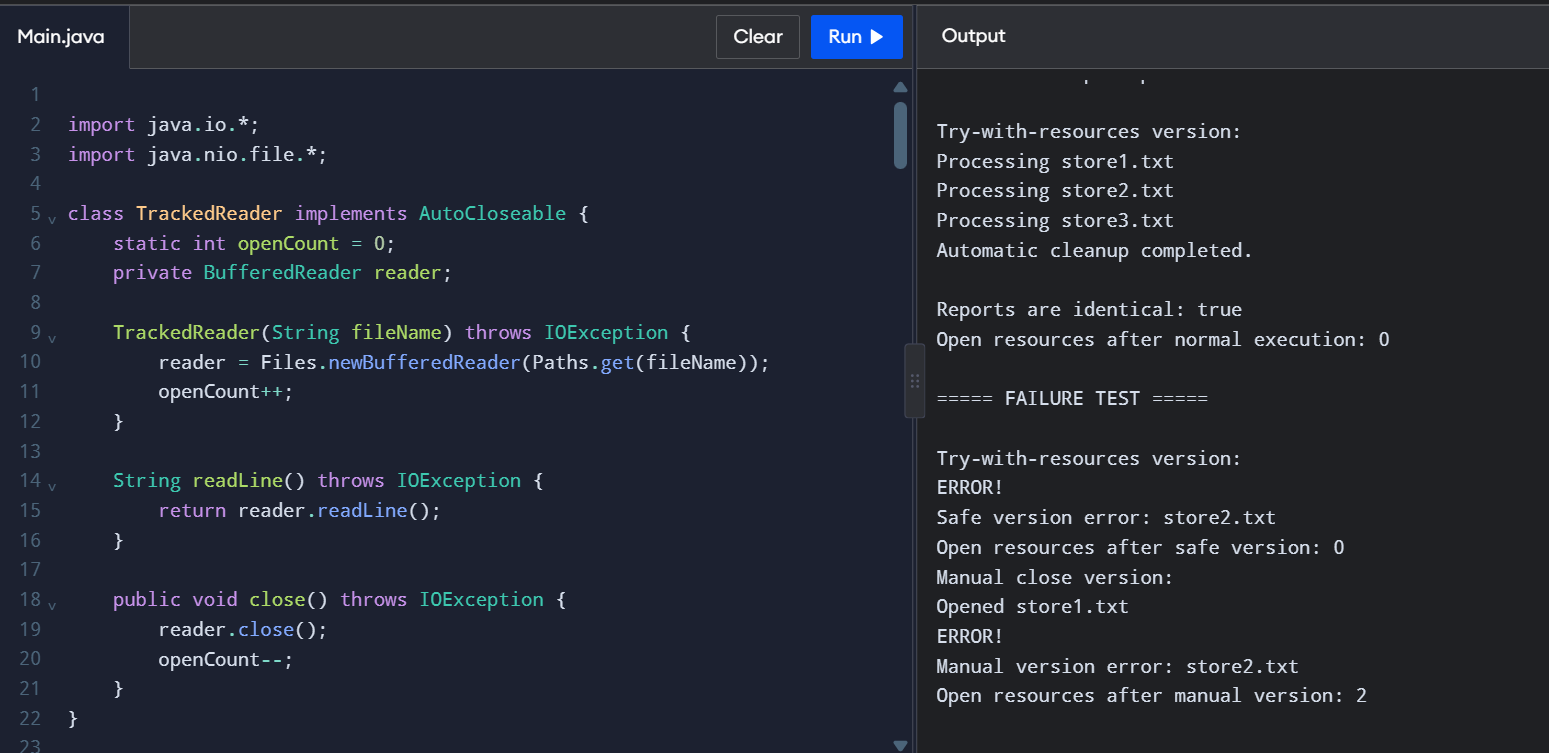 Main.java
Clear
Run
1
2 import java.io.*;
3 import java.nio.file.*;
4
5 class TrackedReader implements AutoCloseable {
6 static int openCount = 0;
7 private BufferedReader reader;
8
9 TrackedReader(String fileName) throws IOException {
10 reader = Files.newBufferedReader(Paths.get(fileName));
11 openCount++;
12 }
13
14 String readLine() throws IOException {
15 return reader.readLine();
16 }
17
18 public void close() throws IOException {
19 reader.close();
20 openCount--;
21 }
22 }
23
Output
Try-with-resources version:
Processing store1.txt
Processing store2.txt
Processing store3.txt
Automatic cleanup completed.
Reports are identical: true
Open resources after normal execution: 0
===== FAILURE TEST =====
Try-with-resources version:
ERROR!
Safe version error: store2.txt
Open resources after safe version: 0
Manual close version:
Opened store1.txt
ERROR!
Manual version error: store2.txt
Open resources after manual version: 2